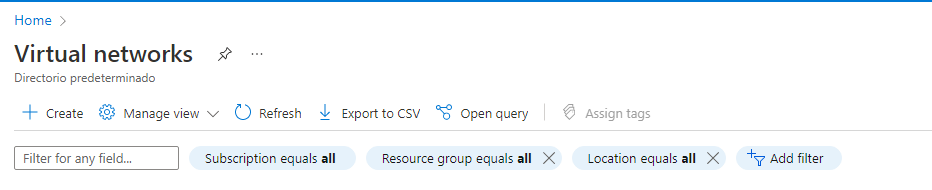 Home
Virtual networks
Directorio predeterminado
Create Manage view Refresh Export to CSV Open query Assign tags
Filter for any field... Subscription equals all Resource group equals all Location equals all Add filter